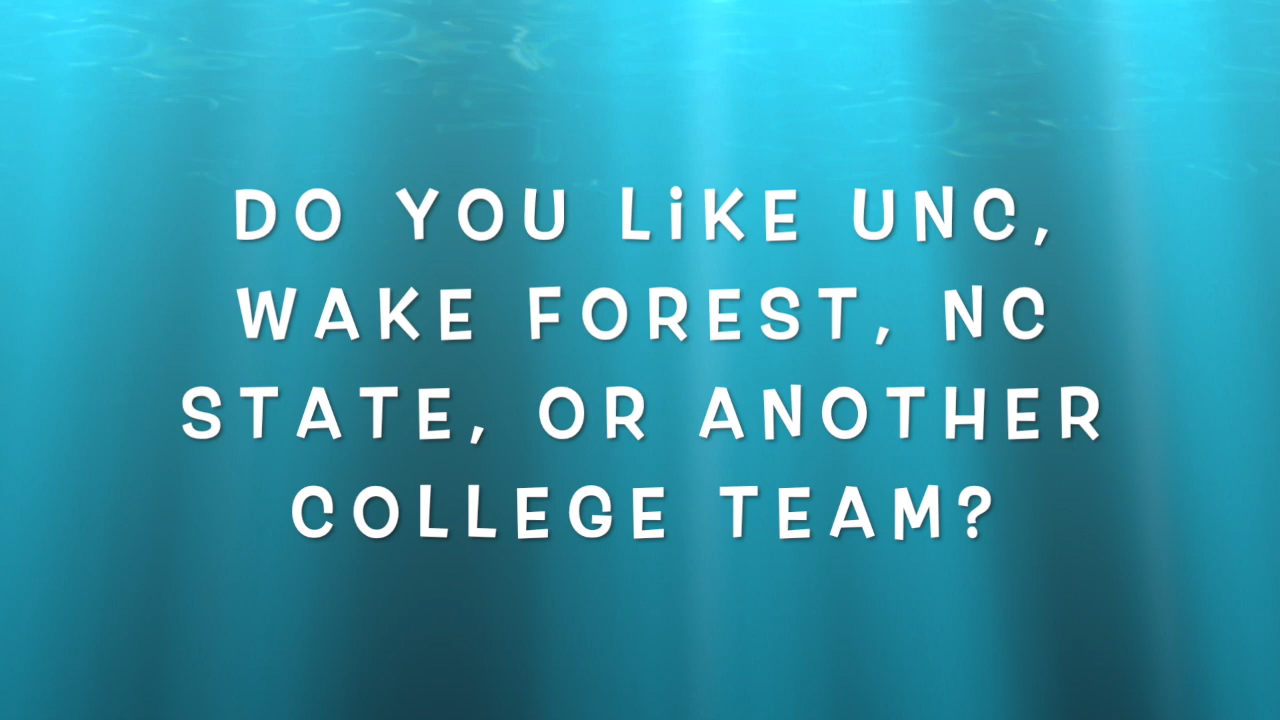 DO YOU LiKE UNC,
WAKE FOREST, NC
STATE, OR ANOTHER
COLLEGE TEAM?